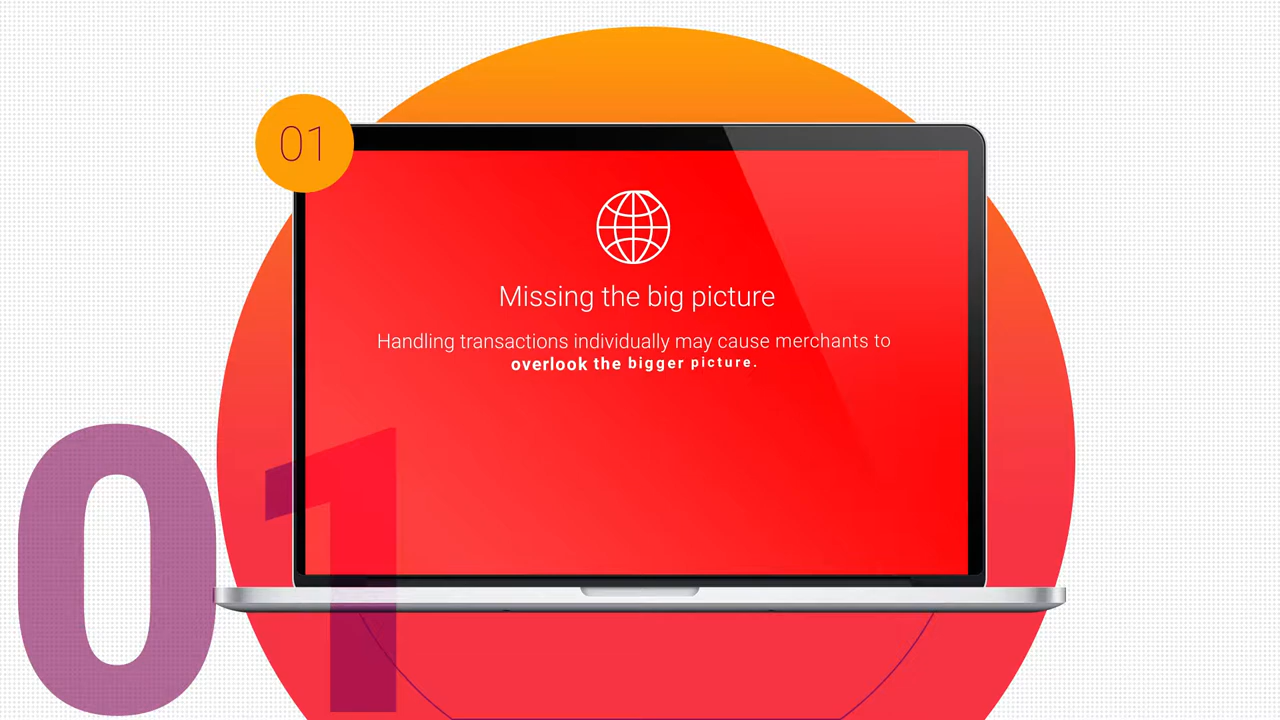 01
Missing the big picture
Handling transactions individually may cause merchants to
overlook the bigger picture.
01